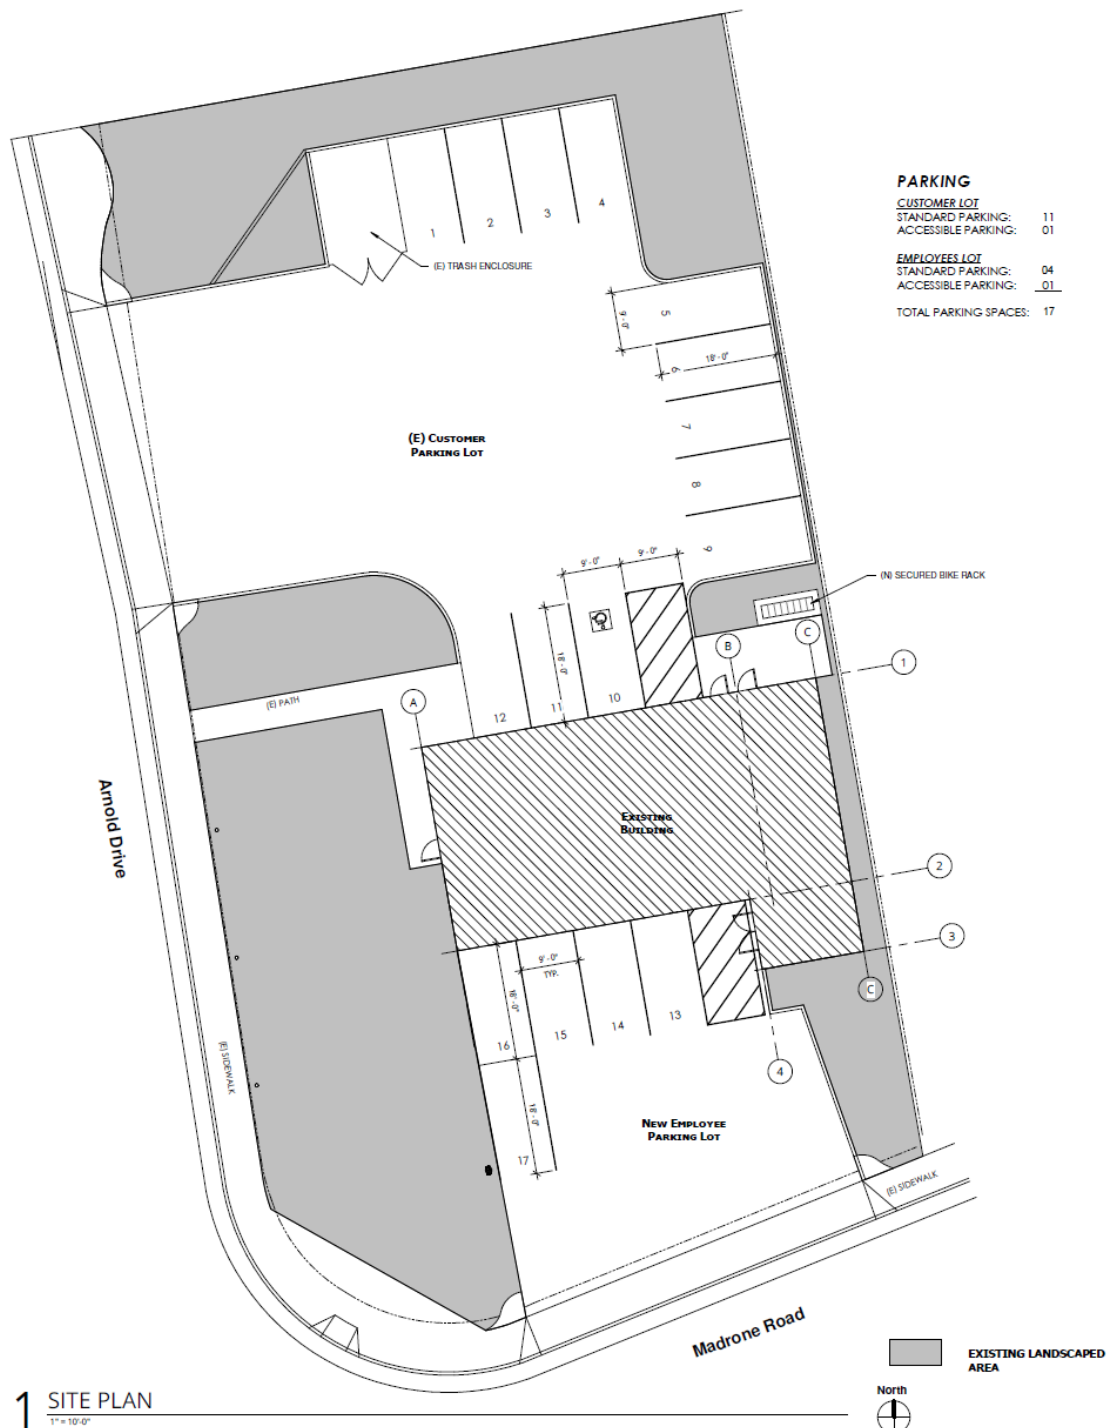 PARKING
CUSTOMER LOT
STANDARD PARKING: 11
ACCESSIBLE PARKING: 01
EMPLOYEES LOT
STANDARD PARKING: 04
ACCESSIBLE PARKING: 01
TOTAL PARKING SPACES: 17
1
2
3
4
(E) TRASH ENCLOSURE
5
9'-0"
18'-0"
6
(E) CUSTOMER
PARKING LOT
7
8
9
9'-0"
9'-0"
(N) SECURED BIKE RACK
18'-0"
10
11
12
A
B
C
1
(E) PATH
Arnold Drive
EXISTING
BUILDING
2
3
C
4
9'-0"
TYP.
18'-0"
13
14
15
16
18'-0"
17
NEW EMPLOYEE
PARKING LOT
(E) SIDEWALK
(E) SIDEWALK
Madrone Road
EXISTING LANDSCAPED
AREA
North
1 SITE PLAN
1" = 10'-0"